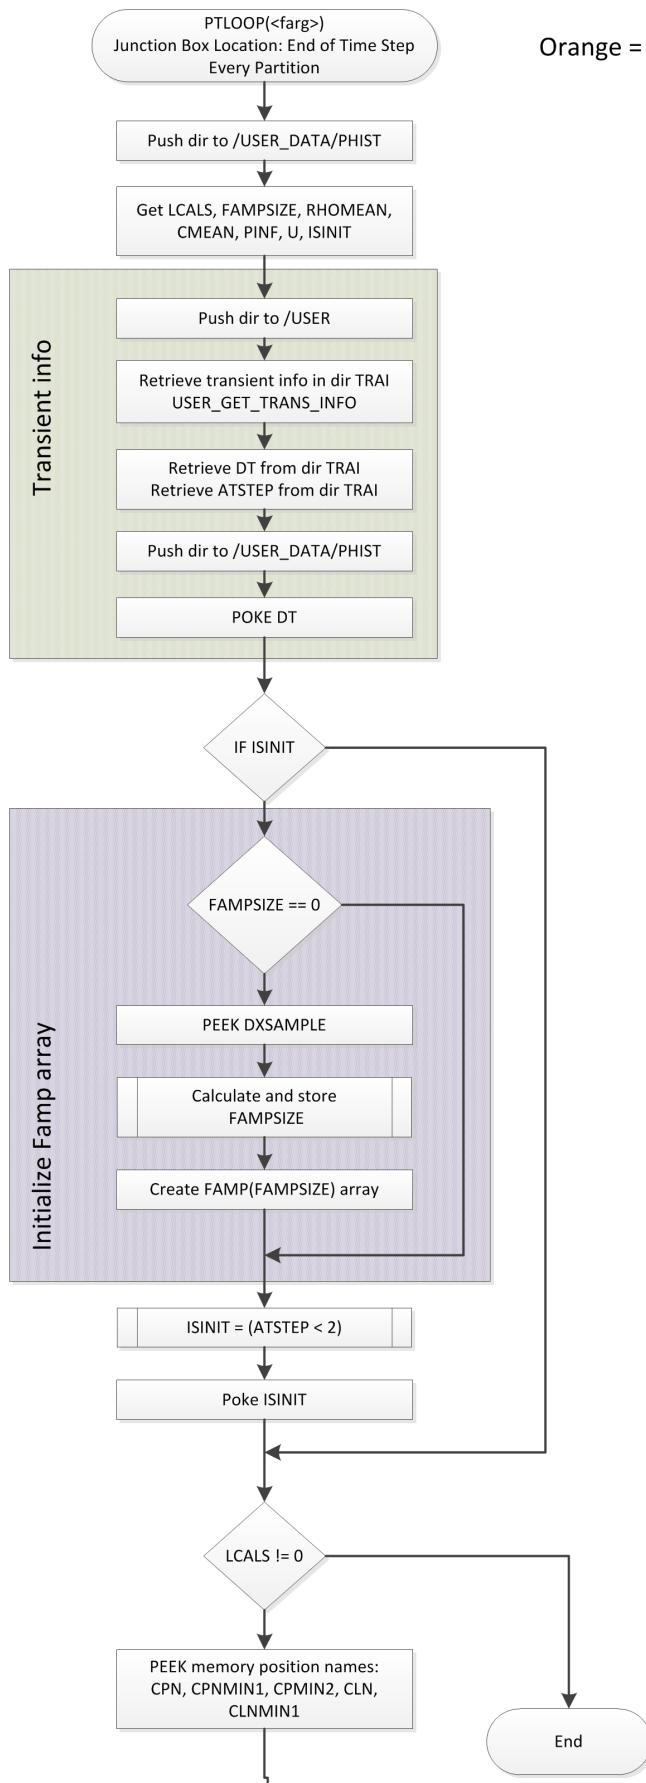 PTLOOP(<farg>)
Junction Box Location: End of Time Step
Every Partition
Orange =
Push dir to /USER_DATA/PHIST
Get LCALS, FAMPSIZE, RHOMEAN,
CMEAN, PINF, U, ISINIT
Transient info
Push dir to /USER
Retrieve transient info in dir TRAI
USER_GET_TRANS_INFO
Retrieve DT from dir TRAI
Retrieve ATSTEP from dir TRAI
Push dir to /USER_DATA/PHIST
POKE DT
IF ISINIT
Initialize Famp array
FAMPSIZE == 0
PEEK DXSAMPLE
Calculate and store
FAMPSIZE
Create FAMP(FAMPSIZE) array
ISINIT = (ATSTEP < 2)
Poke ISINIT
LCALS != 0
PEEK memory position names:
CPN, CPNMIN1, CPMIN2, CLN,
CLNMIN1
End